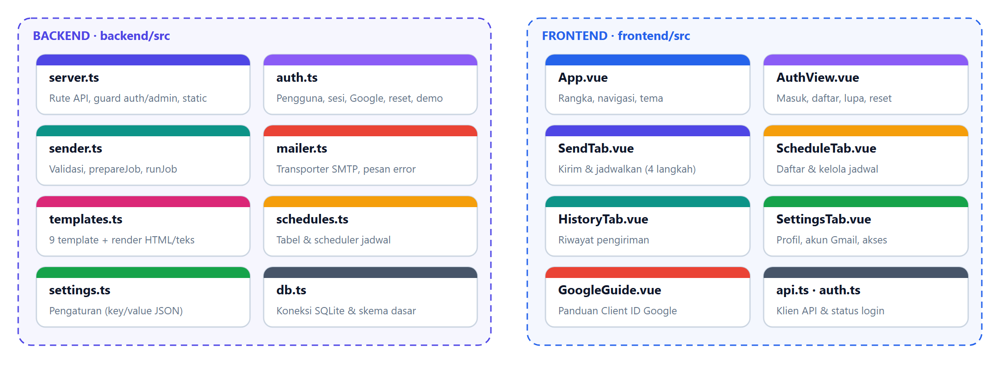 BACKEND · backend/src
server.ts
Rute API, guard auth/admin, static
auth.ts
Pengguna, sesi, Google, reset, demo
sender.ts
Validasi, prepareJob, runJob
mailer.ts
Transporter SMTP, pesan error
templates.ts
9 template + render HTML/teks
schedules.ts
Tabel & scheduler jadwal
settings.ts
Pengaturan (key/value JSON)
db.ts
Koneksi SQLite & skema dasar
FRONTEND · frontend/src
App.vue
Rangka, navigasi, tema
AuthView.vue
Masuk, daftar, lupa, reset
SendTab.vue
Kirim & jadwalkan (4 langkah)
ScheduleTab.vue
Daftar & kelola jadwal
HistoryTab.vue
Riwayat pengiriman
SettingsTab.vue
Profil, akun Gmail, akses
GoogleGuide.vue
Panduan Client ID Google
api.ts · auth.ts
Klien API & status login